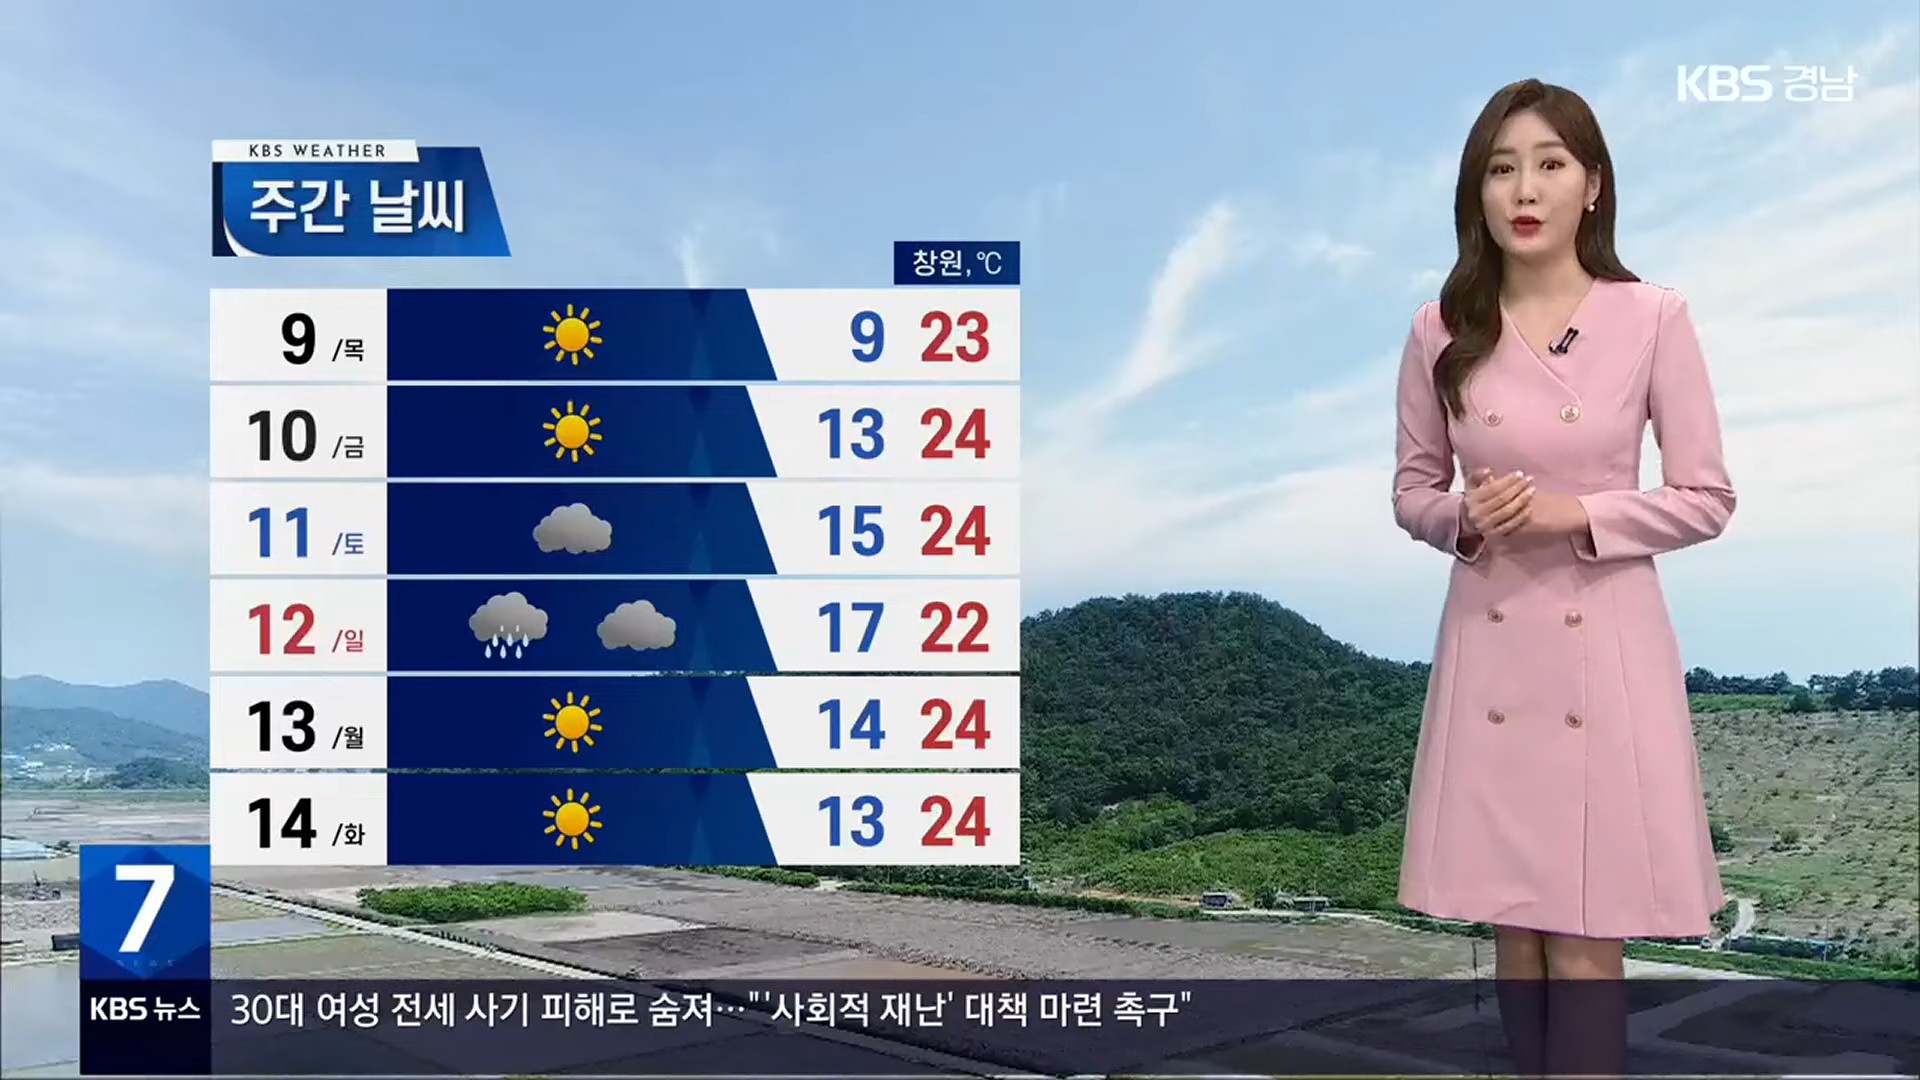 KBS 경남
KBS WEATHER
주간 날씨
창원, ℃
9 /목 9 23
10 /금 13 24
11 /토 15 24
12 /일 17 22
13 /월 14 24
14 /화 13 24
7
NEWS
KBS 뉴스 30대 여성 전세 사기 피해로 숨져…"'사회적 재난' 대책 마련 촉구"